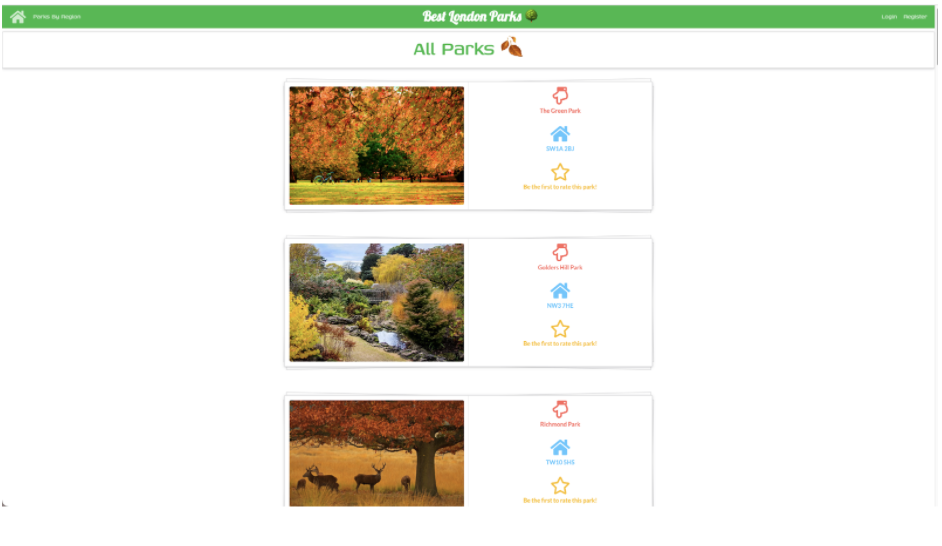 Parks By Region
Best London Parks
Login Register
All Parks
The Green Park
SW1A 2BJ
Be the first to rate this park!
Golders Hill Park
NW3 7HE
Be the first to rate this park!
Richmond Park
TW10 5HS
Be the first to rate this park!